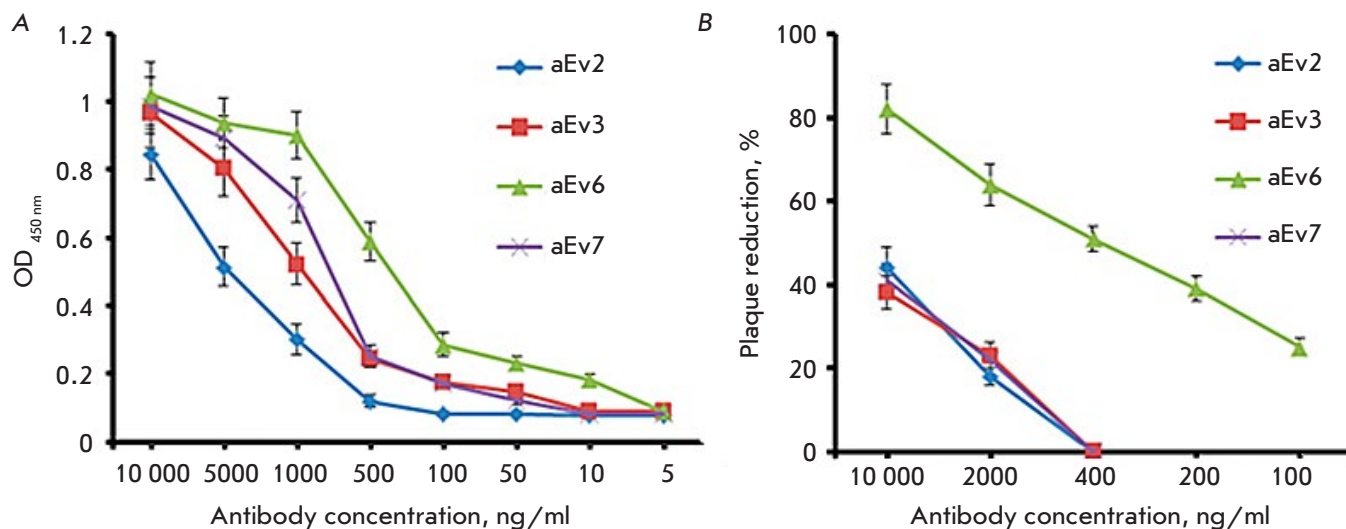 A
1.2
1
0.8
0.6
0.4
0.2
0
OD 450 nm
aEv2
aEv3
aEv6
aEv7
10 000 5000 1000 500 100 50 10 5
Antibody concentration, ng/ml
B
100
80
60
40
20
0
Plaque reduction, %
aEv2
aEv3
aEv6
aEv7
10 000 2000 400 200 100
Antibody concentration, ng/ml